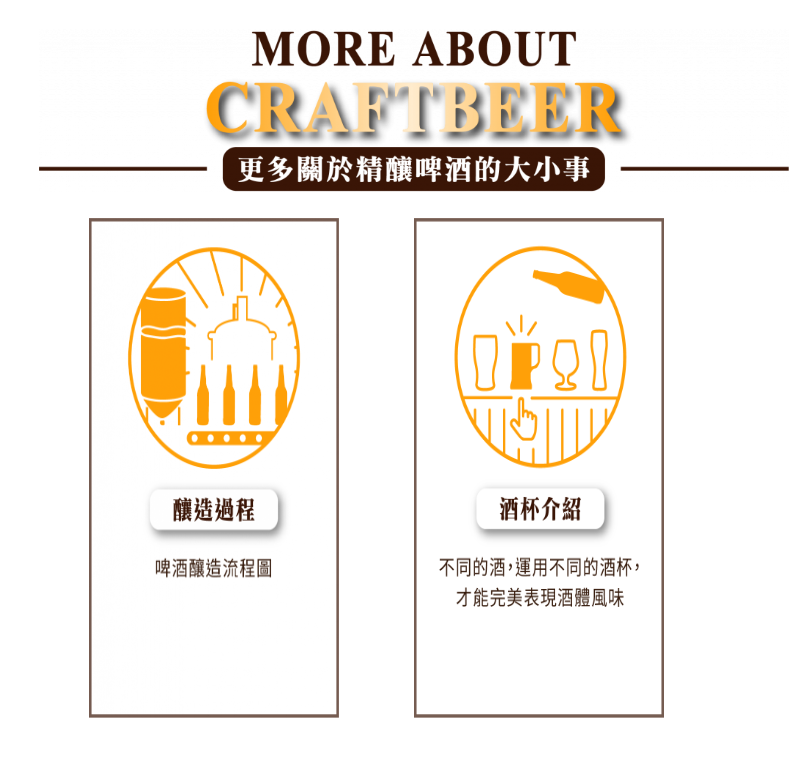 MORE ABOUT
CRAFTBEER
更多關於精釀啤酒的大小事
釀造過程
啤酒釀造流程圖
酒杯介紹
不同的酒，運用不同的酒杯，
才能完美表現酒體風味